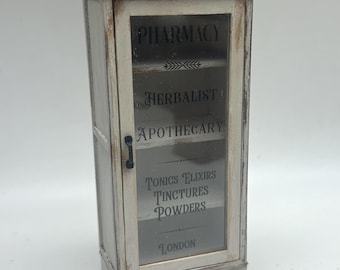 PHARMACY
HERBALIST
APOTHECARY
TONICS ELIXIRS
TINCTURES
POWDERS
LONDON